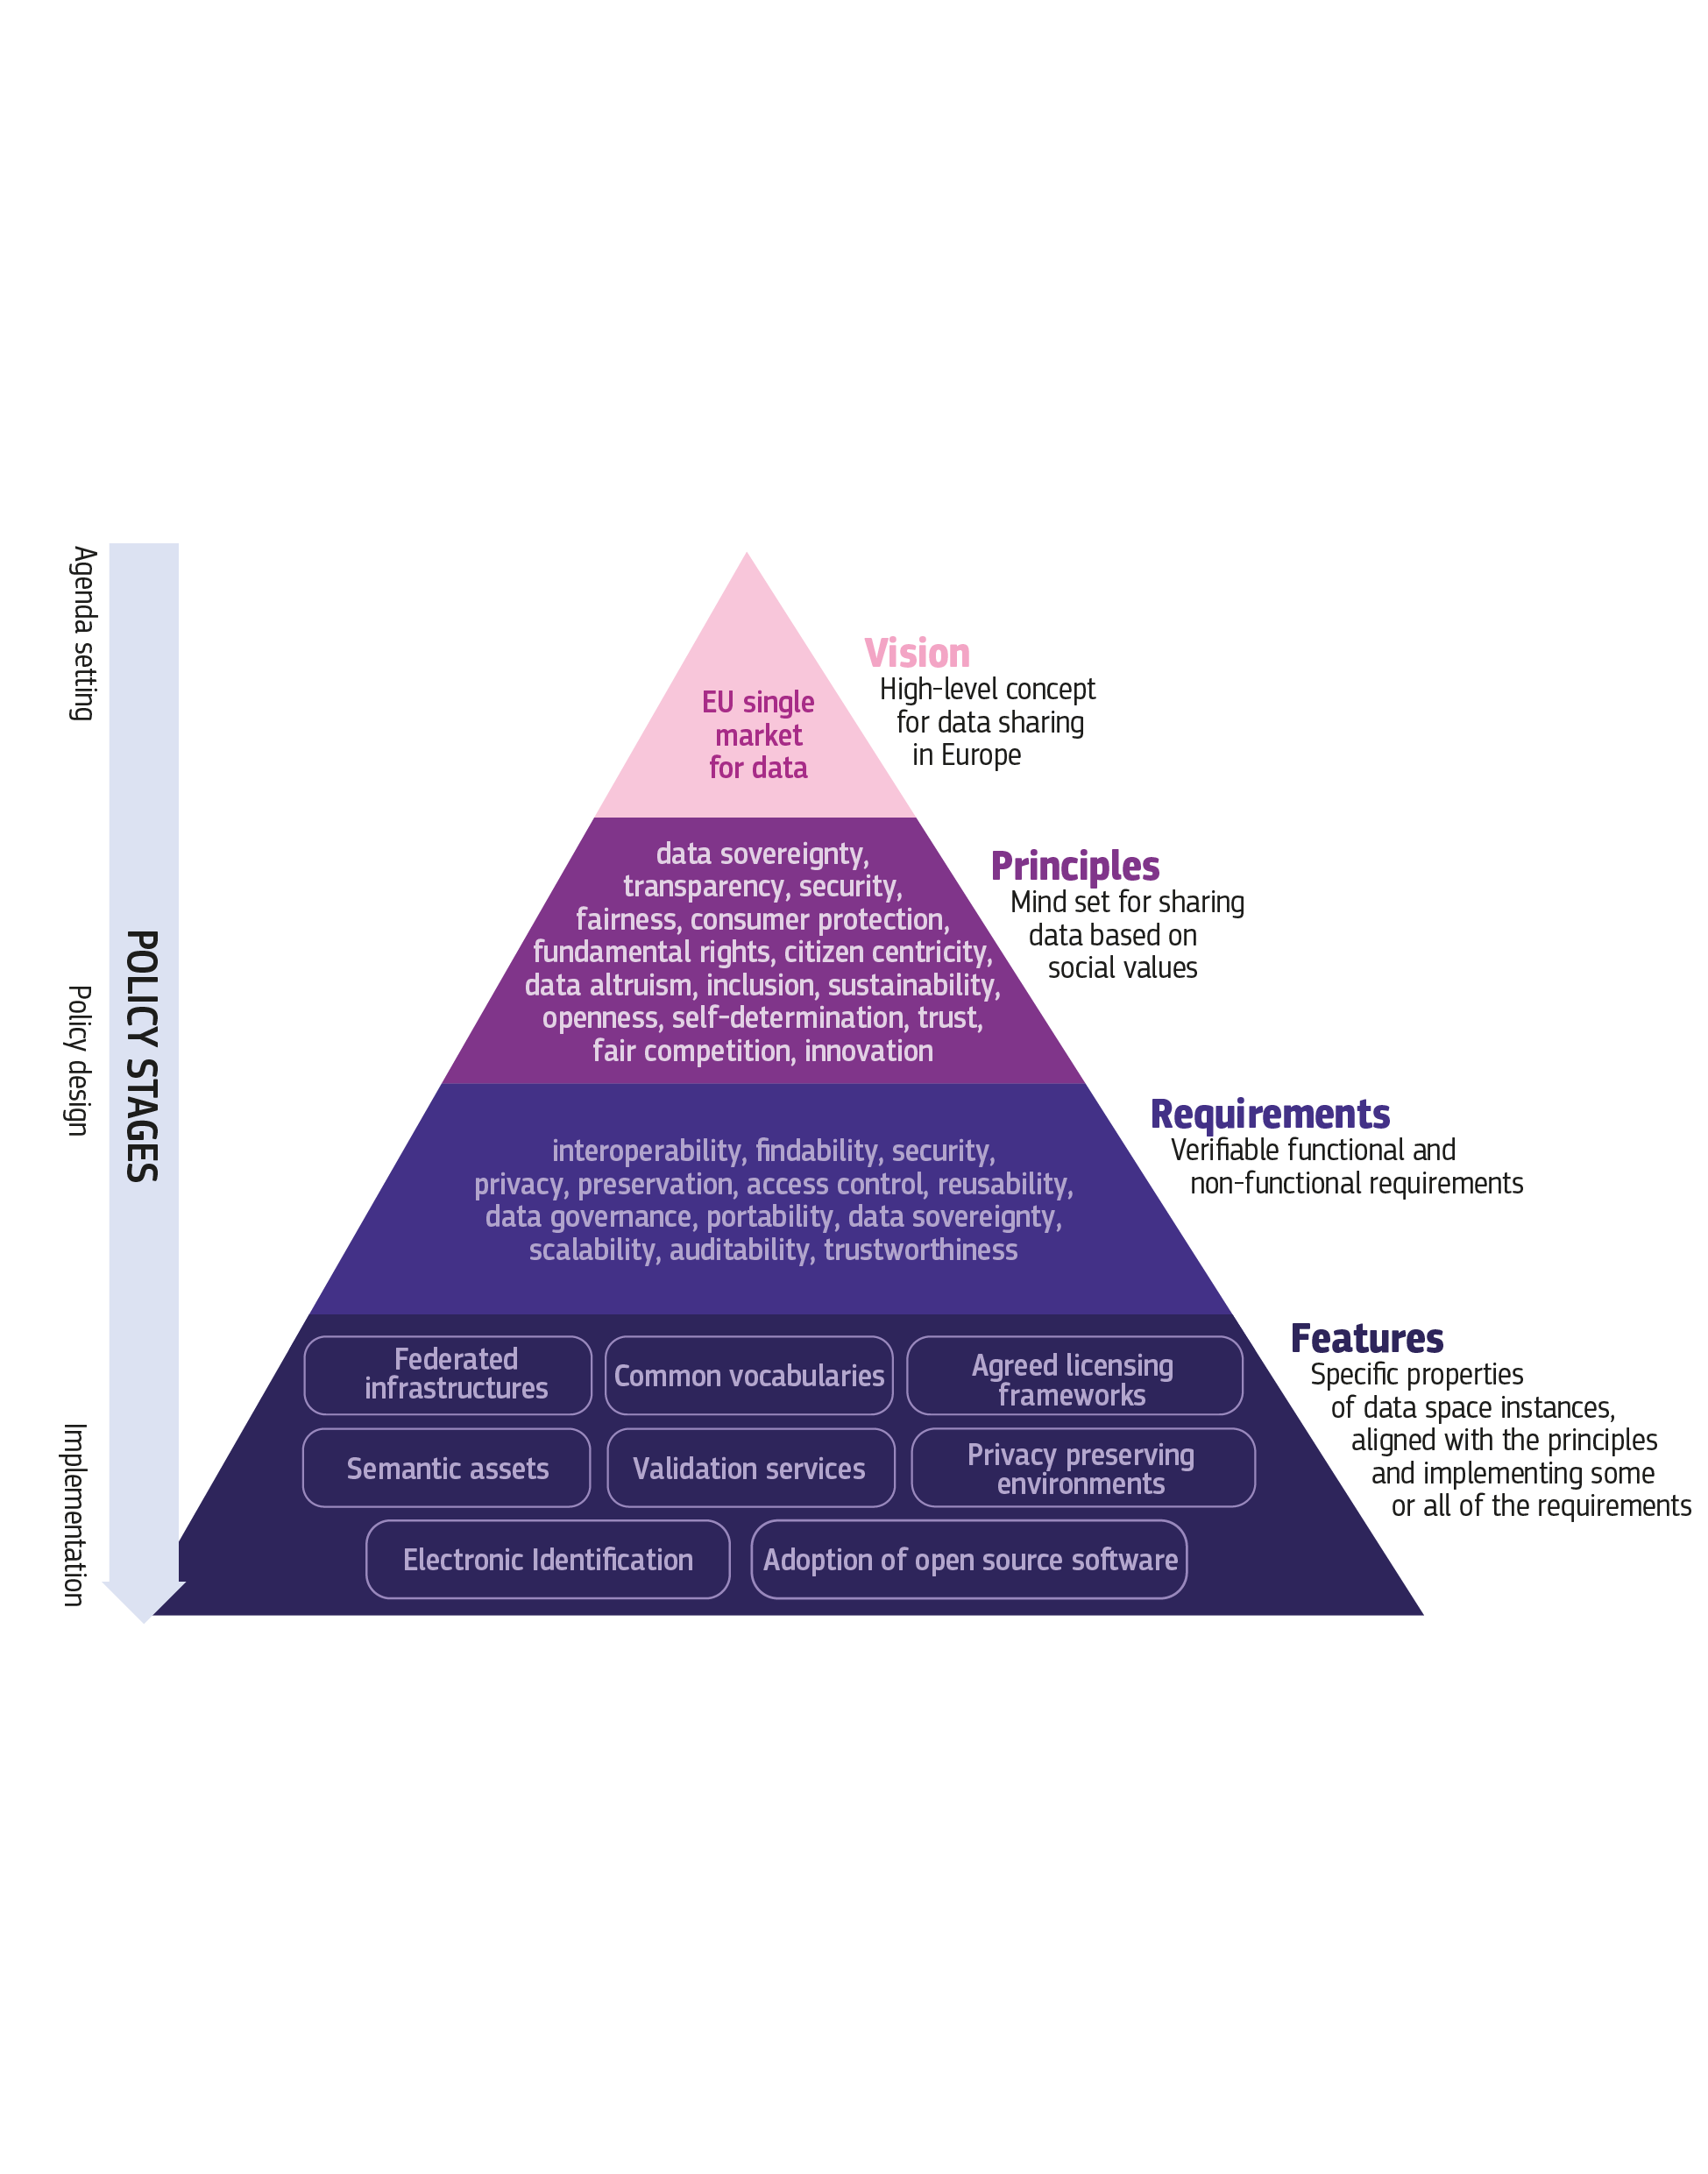 Agenda setting
Policy design
Implementation
POLICY STAGES
EU single
market
for data
Vision
High-level concept
for data sharing
in Europe
data sovereignty,
transparency, security,
fairness, consumer protection,
fundamental rights, citizen centricity,
data altruism, inclusion, sustainability,
openness, self-determination, trust,
fair competition, innovation
Principles
Mind set for sharing
data based on
social values
interoperability, findability, security,
privacy, preservation, access control, reusability,
data governance, portability, data sovereignty,
scalability, auditability, trustworthiness
Requirements
Verifiable functional and
non-functional requirements
Federated
infrastructures
Common vocabularies
Agreed licensing
frameworks
Semantic assets
Validation services
Privacy preserving
environments
Electronic Identification
Adoption of open source software
Features
Specific properties
of data space instances,
aligned with the principles
and implementing some
or all of the requirements